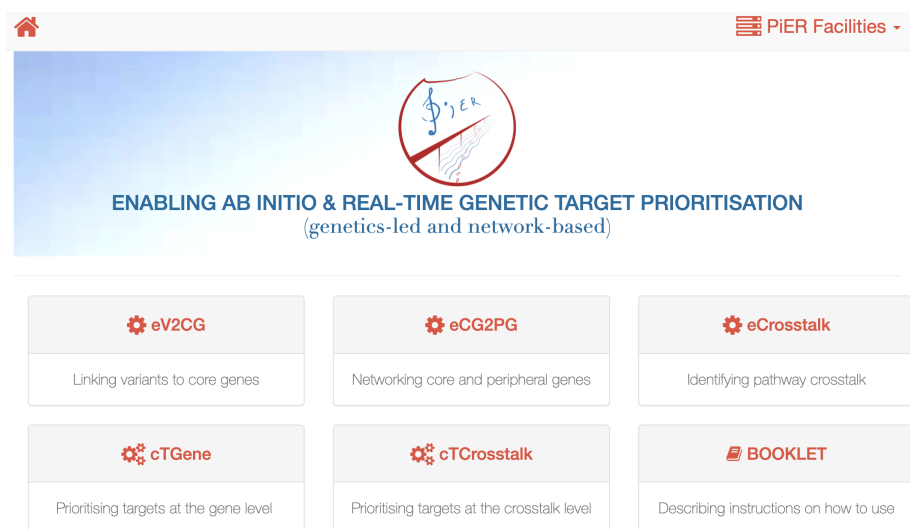 PiER Facilities
PiER
ENABLING AB INITIO & REAL-TIME GENETIC TARGET PRIORITISATION
(genetics-led and network-based)
eV2CG
eCG2PG
eCrosstalk
Linking variants to core genes
Networking core and peripheral genes
Identifying pathway crosstalk
cTGene
cTCrosstalk
BOOKLET
Prioritising targets at the gene level
Prioritising targets at the crosstalk level
Describing instructions on how to use